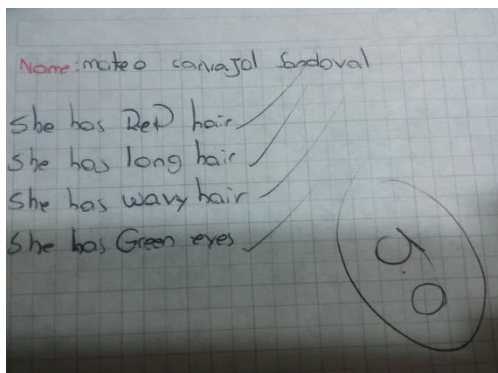 Name: mateo carvajol Sandoval
She has Red hair
She has long hair
She has wavy hair
She has Green eyes
5.0